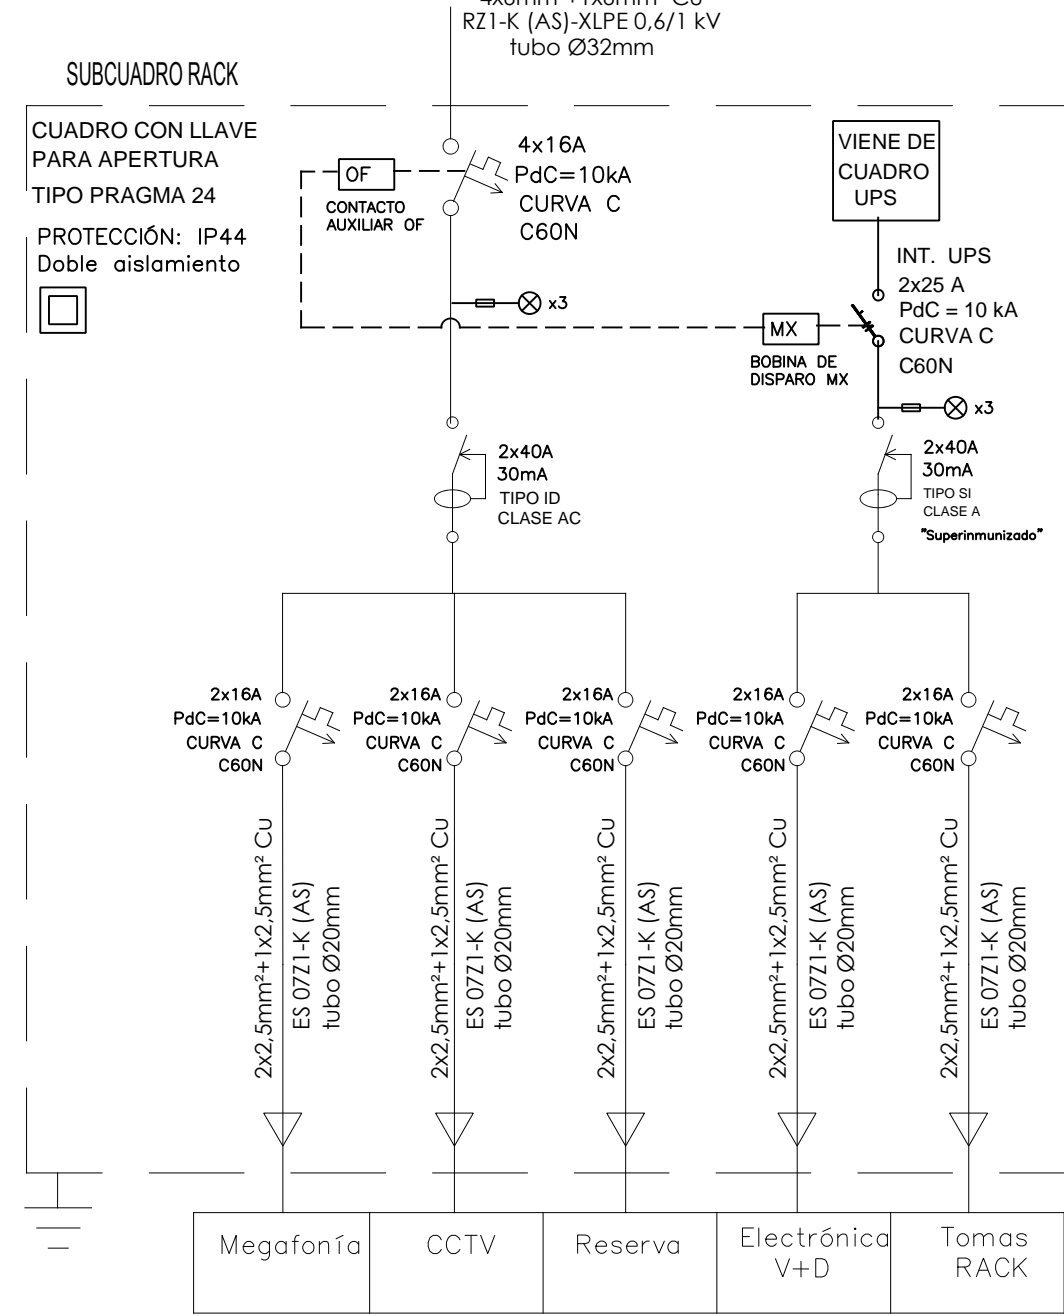 RZ1-K (AS)-XLPE 0,6/1 kV
tubo Ø32mm
SUBCUADRO RACK
CUADRO CON LLAVE
PARA APERTURA
TIPO PRAGMA 24
PROTECCIÓN: IP44
Doble aislamiento
OF
CONTACTO
AUXILIAR OF
4x16A
PdC=10kA
CURVA C
C60N
x3
VIENE DE
CUADRO
UPS
INT. UPS
2x25 A
PdC = 10 kA
CURVA C
C60N
MX
BOBINA DE
DISPARO MX
x3
2x40A
30mA
TIPO ID
CLASE AC
2x40A
30mA
TIPO SI
CLASE A
"Superinmunizado"
2x16A
PdC=10kA
CURVA C
C60N
2x16A
PdC=10kA
CURVA C
C60N
2x16A
PdC=10kA
CURVA C
C60N
2x16A
PdC=10kA
CURVA C
C60N
2x16A
PdC=10kA
CURVA C
C60N
2x2,5mm²+1x2,5mm² Cu
ES 07Z1-K (AS)
tubo Ø20mm
2x2,5mm²+1x2,5mm² Cu
ES 07Z1-K (AS)
tubo Ø20mm
2x2,5mm²+1x2,5mm² Cu
ES 07Z1-K (AS)
tubo Ø20mm
2x2,5mm²+1x2,5mm² Cu
ES 07Z1-K (AS)
tubo Ø20mm
2x2,5mm²+1x2,5mm² Cu
ES 07Z1-K (AS)
tubo Ø20mm
Megafonía
CCTV
Reserva
Electrónica
V+D
Tomas
RACK